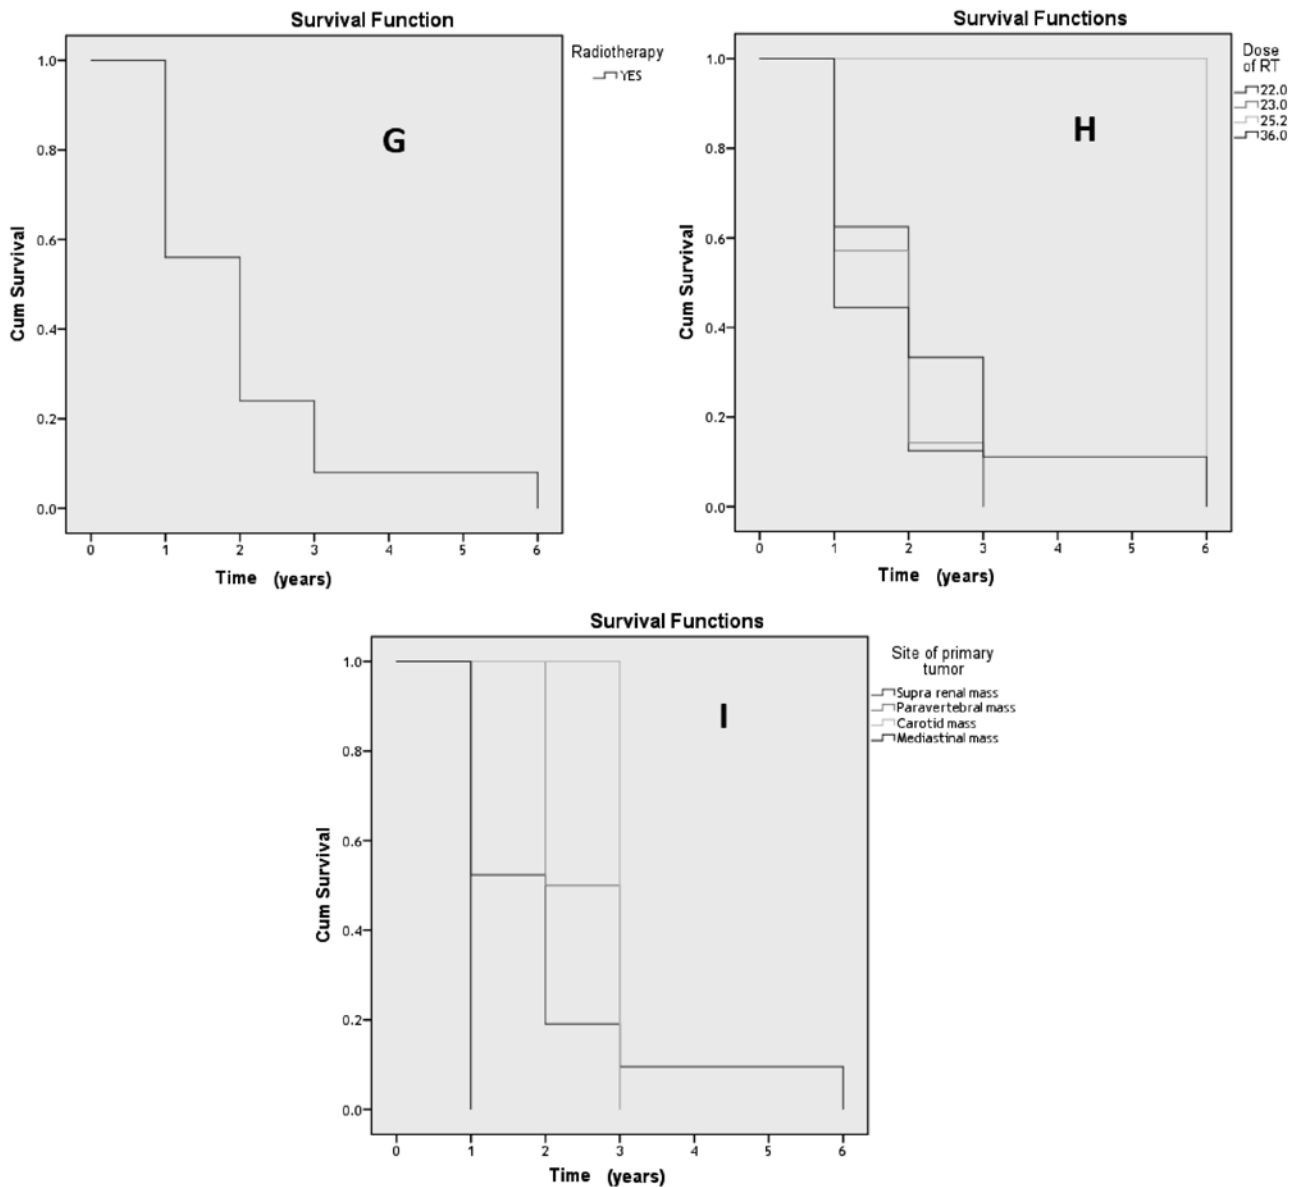 Survival Function
Radiotherapy
YES
G
Cum Survival
1.0
0.8
0.6
0.4
0.2
0.0
0 1 2 3 4 5 6
Time (years)
Survival Functions
Dose
of RT
22.0
23.0
25.2
36.0
H
Cum Survival
1.0
0.8
0.6
0.4
0.2
0.0
0 1 2 3 4 5 6
Time (years)
Survival Functions
Site of primary
tumor
Supra renal mass
Paravertebral mass
Carotid mass
Mediastinal mass
I
Cum Survival
1.0
0.8
0.6
0.4
0.2
0.0
0 1 2 3 4 5 6
Time (years)